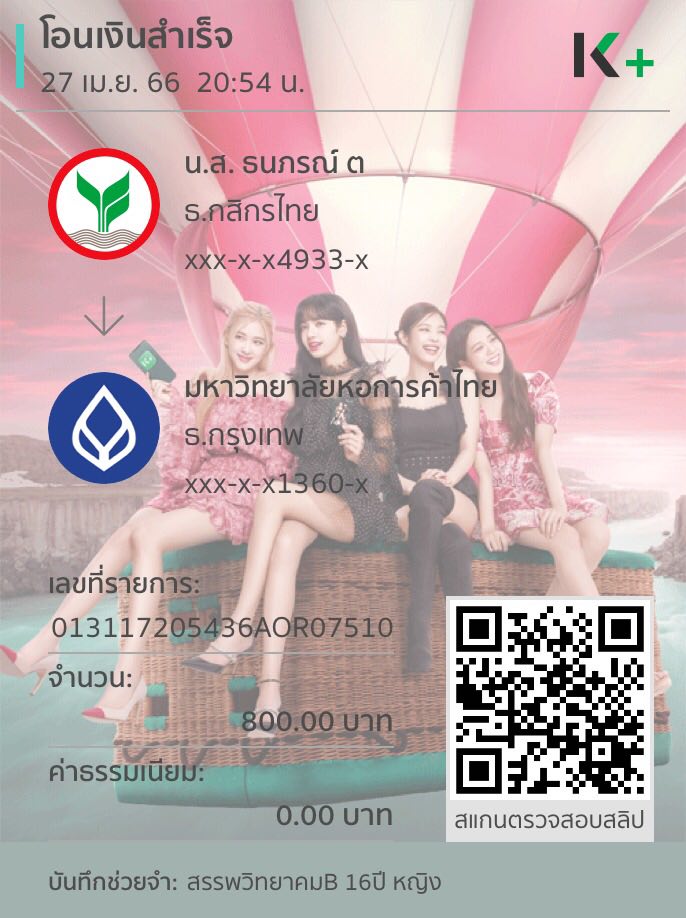 โอนเงินสำเร็จ
27 เม.ย. 66 20:54 น.
K+
น.ส. ธนภรณ์ ต
ธ.กสิกรไทย
xxx-x-x4933-x
มหาวิทยาลัยหอการค้าไทย
ธ.กรุงเทพ
xxx-x-x1360-x
เลขที่รายการ:
013117205436AOR07510
จำนวน:
800.00 บาท
ค่าธรรมเนียม:
0.00 บาท
สแกนตรวจสอบสลิป
บันทึกช่วยจำ: สรรพวิทยาคมB 16ปี หญิง